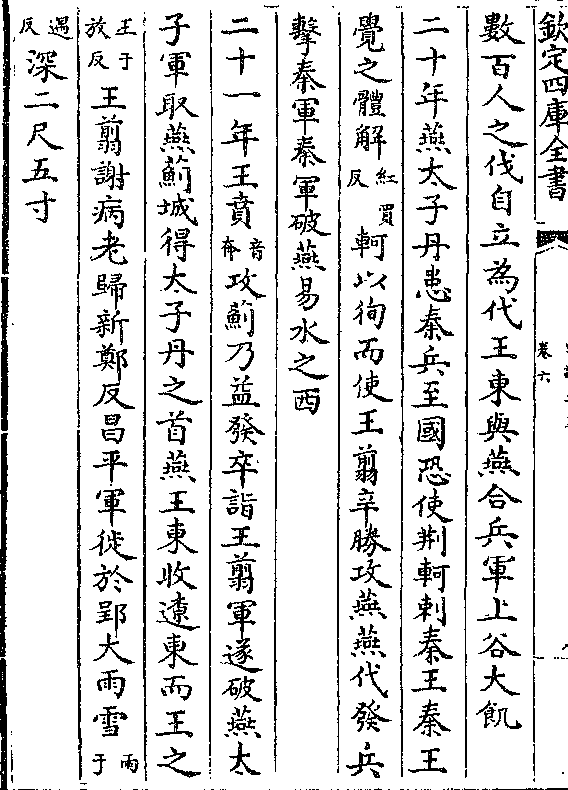 欽定四庫全書
卷六
數百人之伐自立為代王東與燕合兵軍上谷大飢
二十年燕太子丹患秦兵至國恐使荆軻刺秦王秦王
覺之體解紅買反軻以徇而使王翦辛勝攻燕燕代發兵
擊秦軍秦軍破燕易水之西
二十一年王賁音奔攻薊乃益發卒詣王翦軍遂破燕太
子軍取燕薊城得太子丹之首燕王東收遼東而王之
王于放反王翦謝病老歸新鄭反昌平軍徙於郢大雨雪雨于
遇反深二尺五寸